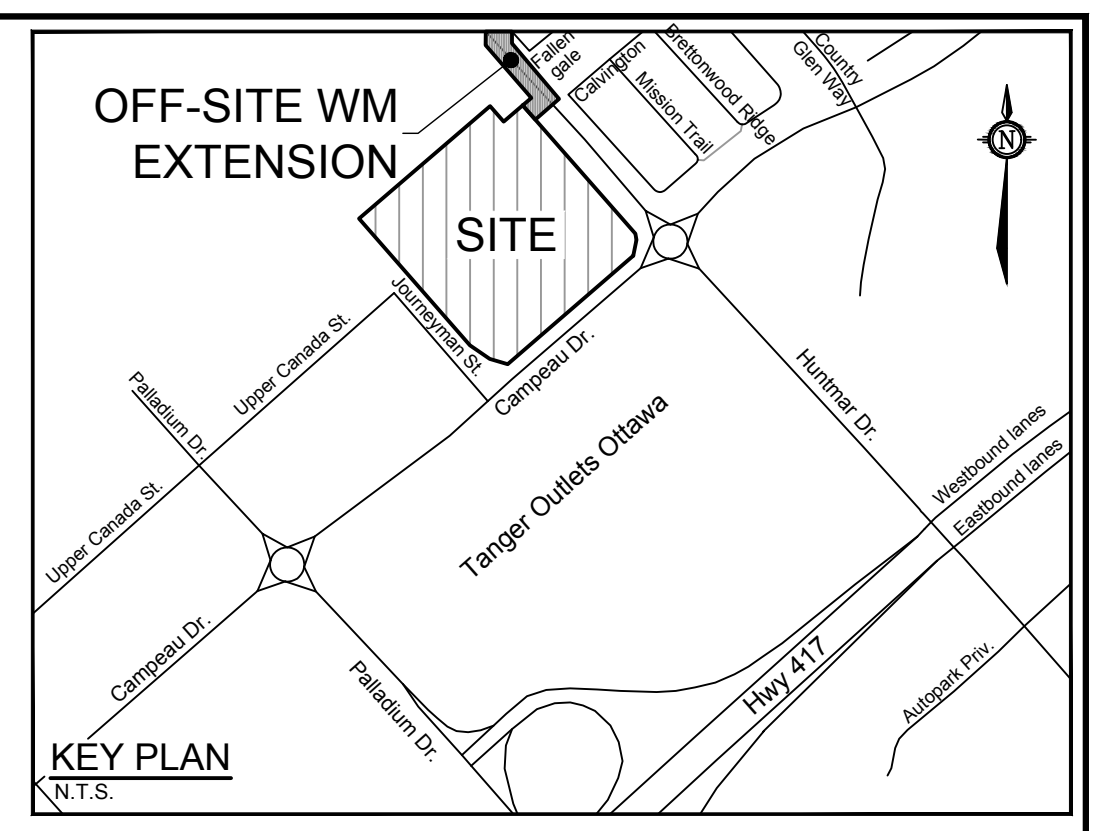 OFF-SITE WM
EXTENSION
Fallen
gale
Calvington
Mission Trail
Brettonwood Ridge
Country
Glen Way
N
SITE
Journeyman St.
Upper Canada St.
Campeau Dr.
Palladium Dr.
Huntmar Dr.
Westbound lanes
Eastbound lanes
Tanger Outlets Ottawa
Upper Canada St.
Campeau Dr.
Palladium Dr.
Hwy 417
Autopark Priv.
KEY PLAN
N.T.S.